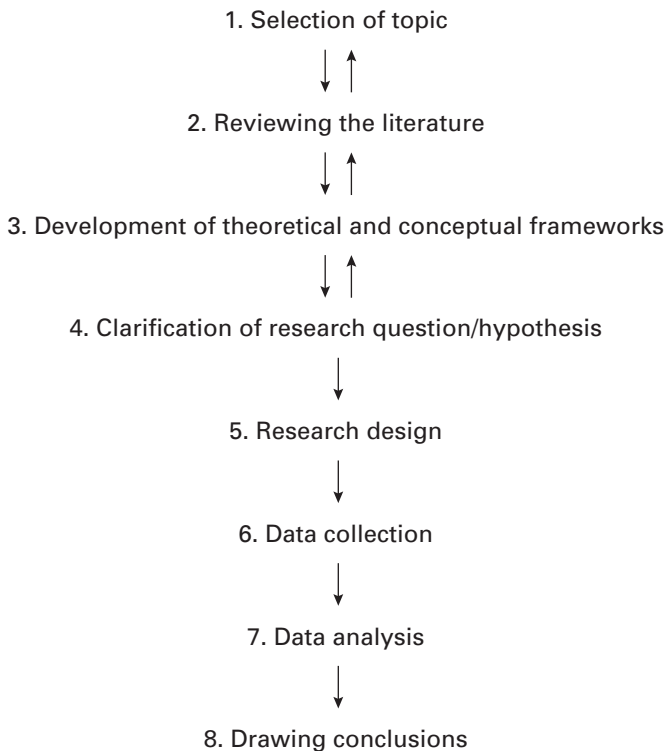 1. Selection of topic
2. Reviewing the literature
3. Development of theoretical and conceptual frameworks
4. Clarification of research question/hypothesis
5. Research design
6. Data collection
7. Data analysis
8. Drawing conclusions